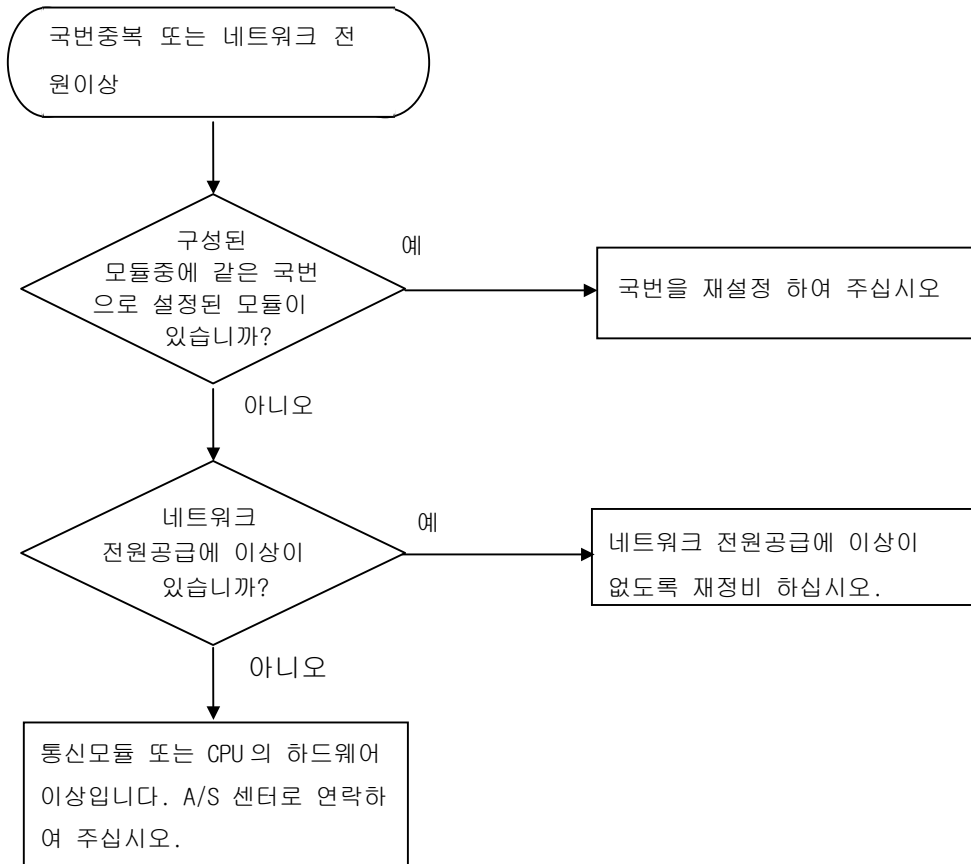 국번중복 또는 네트워크 전
원이상
구성된
모듈중에 같은 국번
으로 설정된 모듈이
있습니까?
예
국번을 재설정 하여 주십시오
아니오
네트워크
전원공급에 이상이
있습니까?
예
네트워크 전원공급에 이상이
없도록 재정비 하십시오.
아니오
통신모듈 또는 CPU의 하드웨어
이상입니다. A/S 센터로 연락하
여 주십시오.